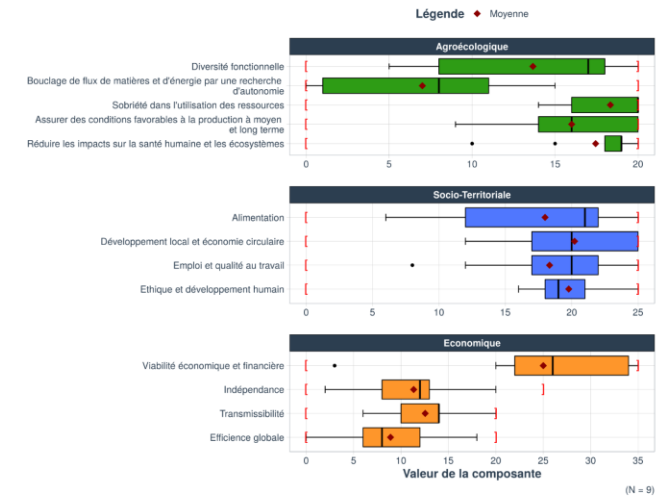 Légende Moyenne
Agroécologique
Diversité fonctionnelle
Bouclage de flux de matières et d'énergie par une recherche
d'autonomie
Sobriété dans l'utilisation des ressources
Assurer des conditions favorables à la production à moyen
et long terme
Réduire les impacts sur la santé humaine et les écosystèmes
0 5 10 15 20
Socio-Territoriale
Alimentation
Développement local et économie circulaire
Emploi et qualité au travail
Ethique et développement humain
0 5 10 15 20 25
Economique
Viabilité économique et financière
Indépendance
Transmissibilité
Efficience globale
0 5 10 15 20 25 30 35
Valeur de la composante
(N = 9)